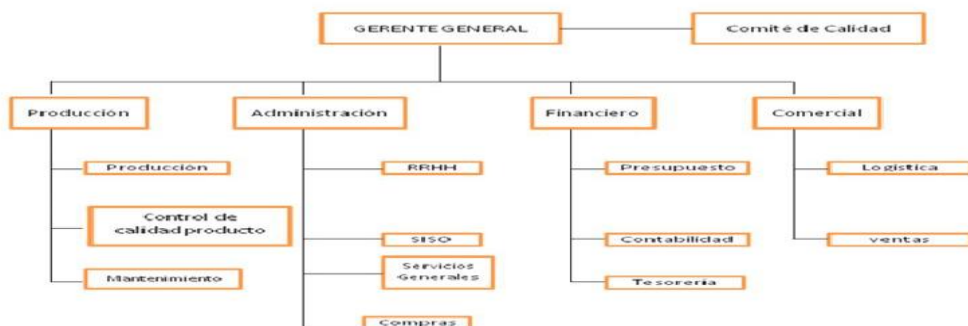 GERENTE GENERAL
Comité de Calidad
Producción
Administración
Financiero
Comercial
Producción
RRHH
Presupuesto
Logística
Control de
calidad producto
SISO
Contabilidad
ventas
Mantenimiento
Servicios
Generales
Tesorería
Compras